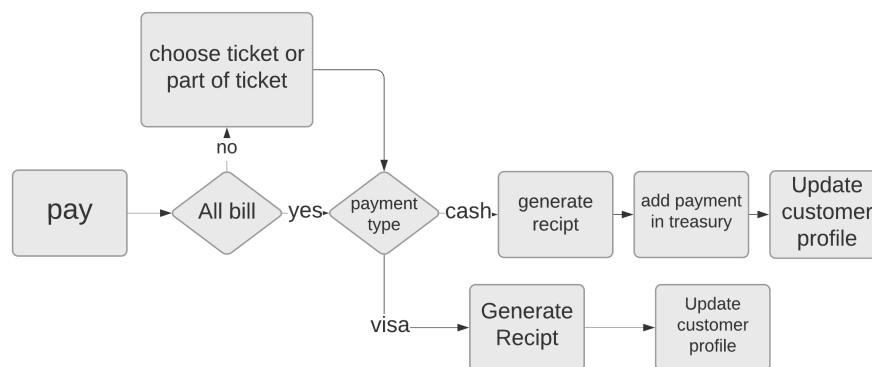 choose ticket or
part of ticket
no
pay
All bill
yes
payment
type
cash
generate
recipt
add payment
in treasury
Update
customer
profile
visa
Generate
Recipt
Update
customer
profile